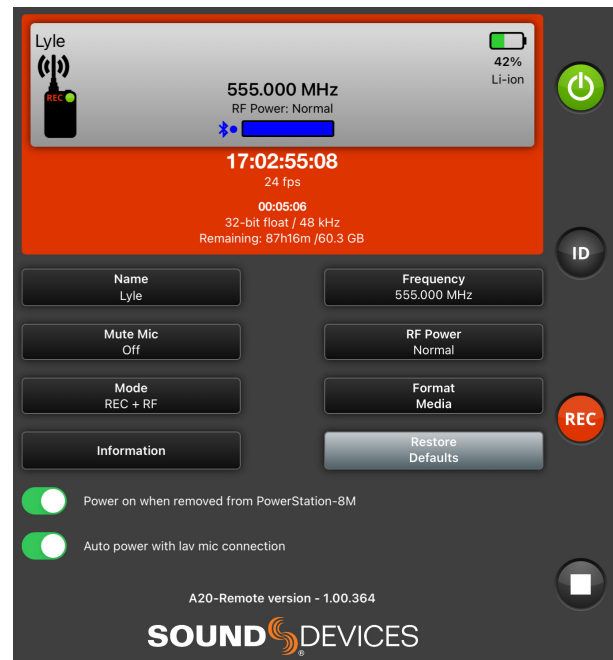 Lyle
REC
42%
Li-ion
555.000 MHz
RF Power: Normal
17:02:55:08
24 fps
00:05:06
32-bit float / 48 kHz
Remaining: 87h16m /60.3 GB
ID
Name
Lyle
Frequency
555.000 MHz
Mute Mic
Off
RF Power
Normal
Mode
REC + RF
Format
Media
REC
Information
Restore
Defaults
Power on when removed from PowerStation-8M
Auto power with lav mic connection
A20-Remote version - 1.00.364
SOUND DEVICES
®